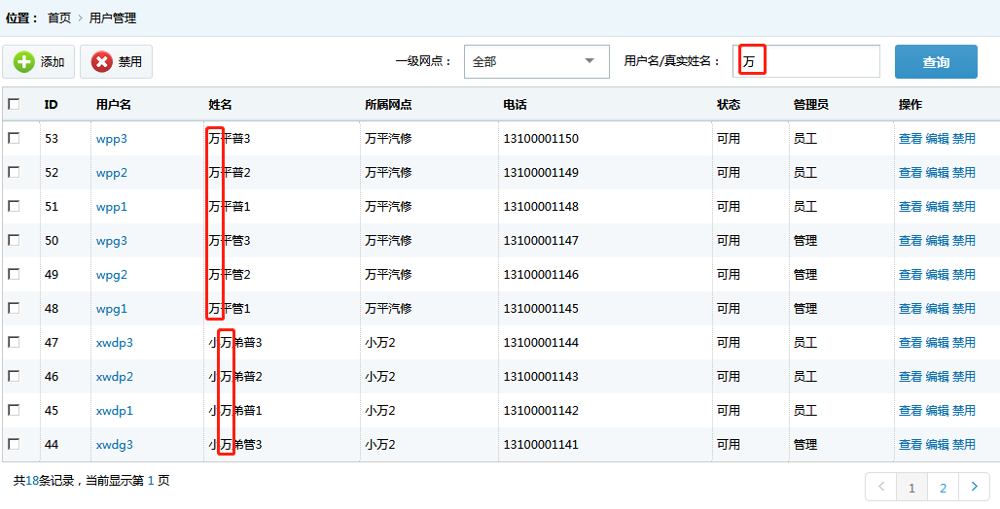 位置： 首页 > 用户管理
添加 禁用 一级网点： 全部 用户名/真实姓名： 万 查询
ID 用户名 姓名 所属网点 电话 状态 管理员 操作
53 wpp3 万平普3 万平汽修 13100001150 可用 员工 查看 编辑 禁用
52 wpp2 万平普2 万平汽修 13100001149 可用 员工 查看 编辑 禁用
51 wpp1 万平普1 万平汽修 13100001148 可用 员工 查看 编辑 禁用
50 wpg3 万平管3 万平汽修 13100001147 可用 管理 查看 编辑 禁用
49 wpg2 万平管2 万平汽修 13100001146 可用 管理 查看 编辑 禁用
48 wpg1 万平管1 万平汽修 13100001145 可用 管理 查看 编辑 禁用
47 xwdp3 小万弟普3 小万2 13100001144 可用 员工 查看 编辑 禁用
46 xwdp2 小万弟普2 小万2 13100001143 可用 员工 查看 编辑 禁用
45 xwdp1 小万弟普1 小万2 13100001142 可用 员工 查看 编辑 禁用
44 xwdg3 小万弟管3 小万2 13100001141 可用 管理 查看 编辑 禁用
共18条记录，当前显示第 1 页 < 1 2 >